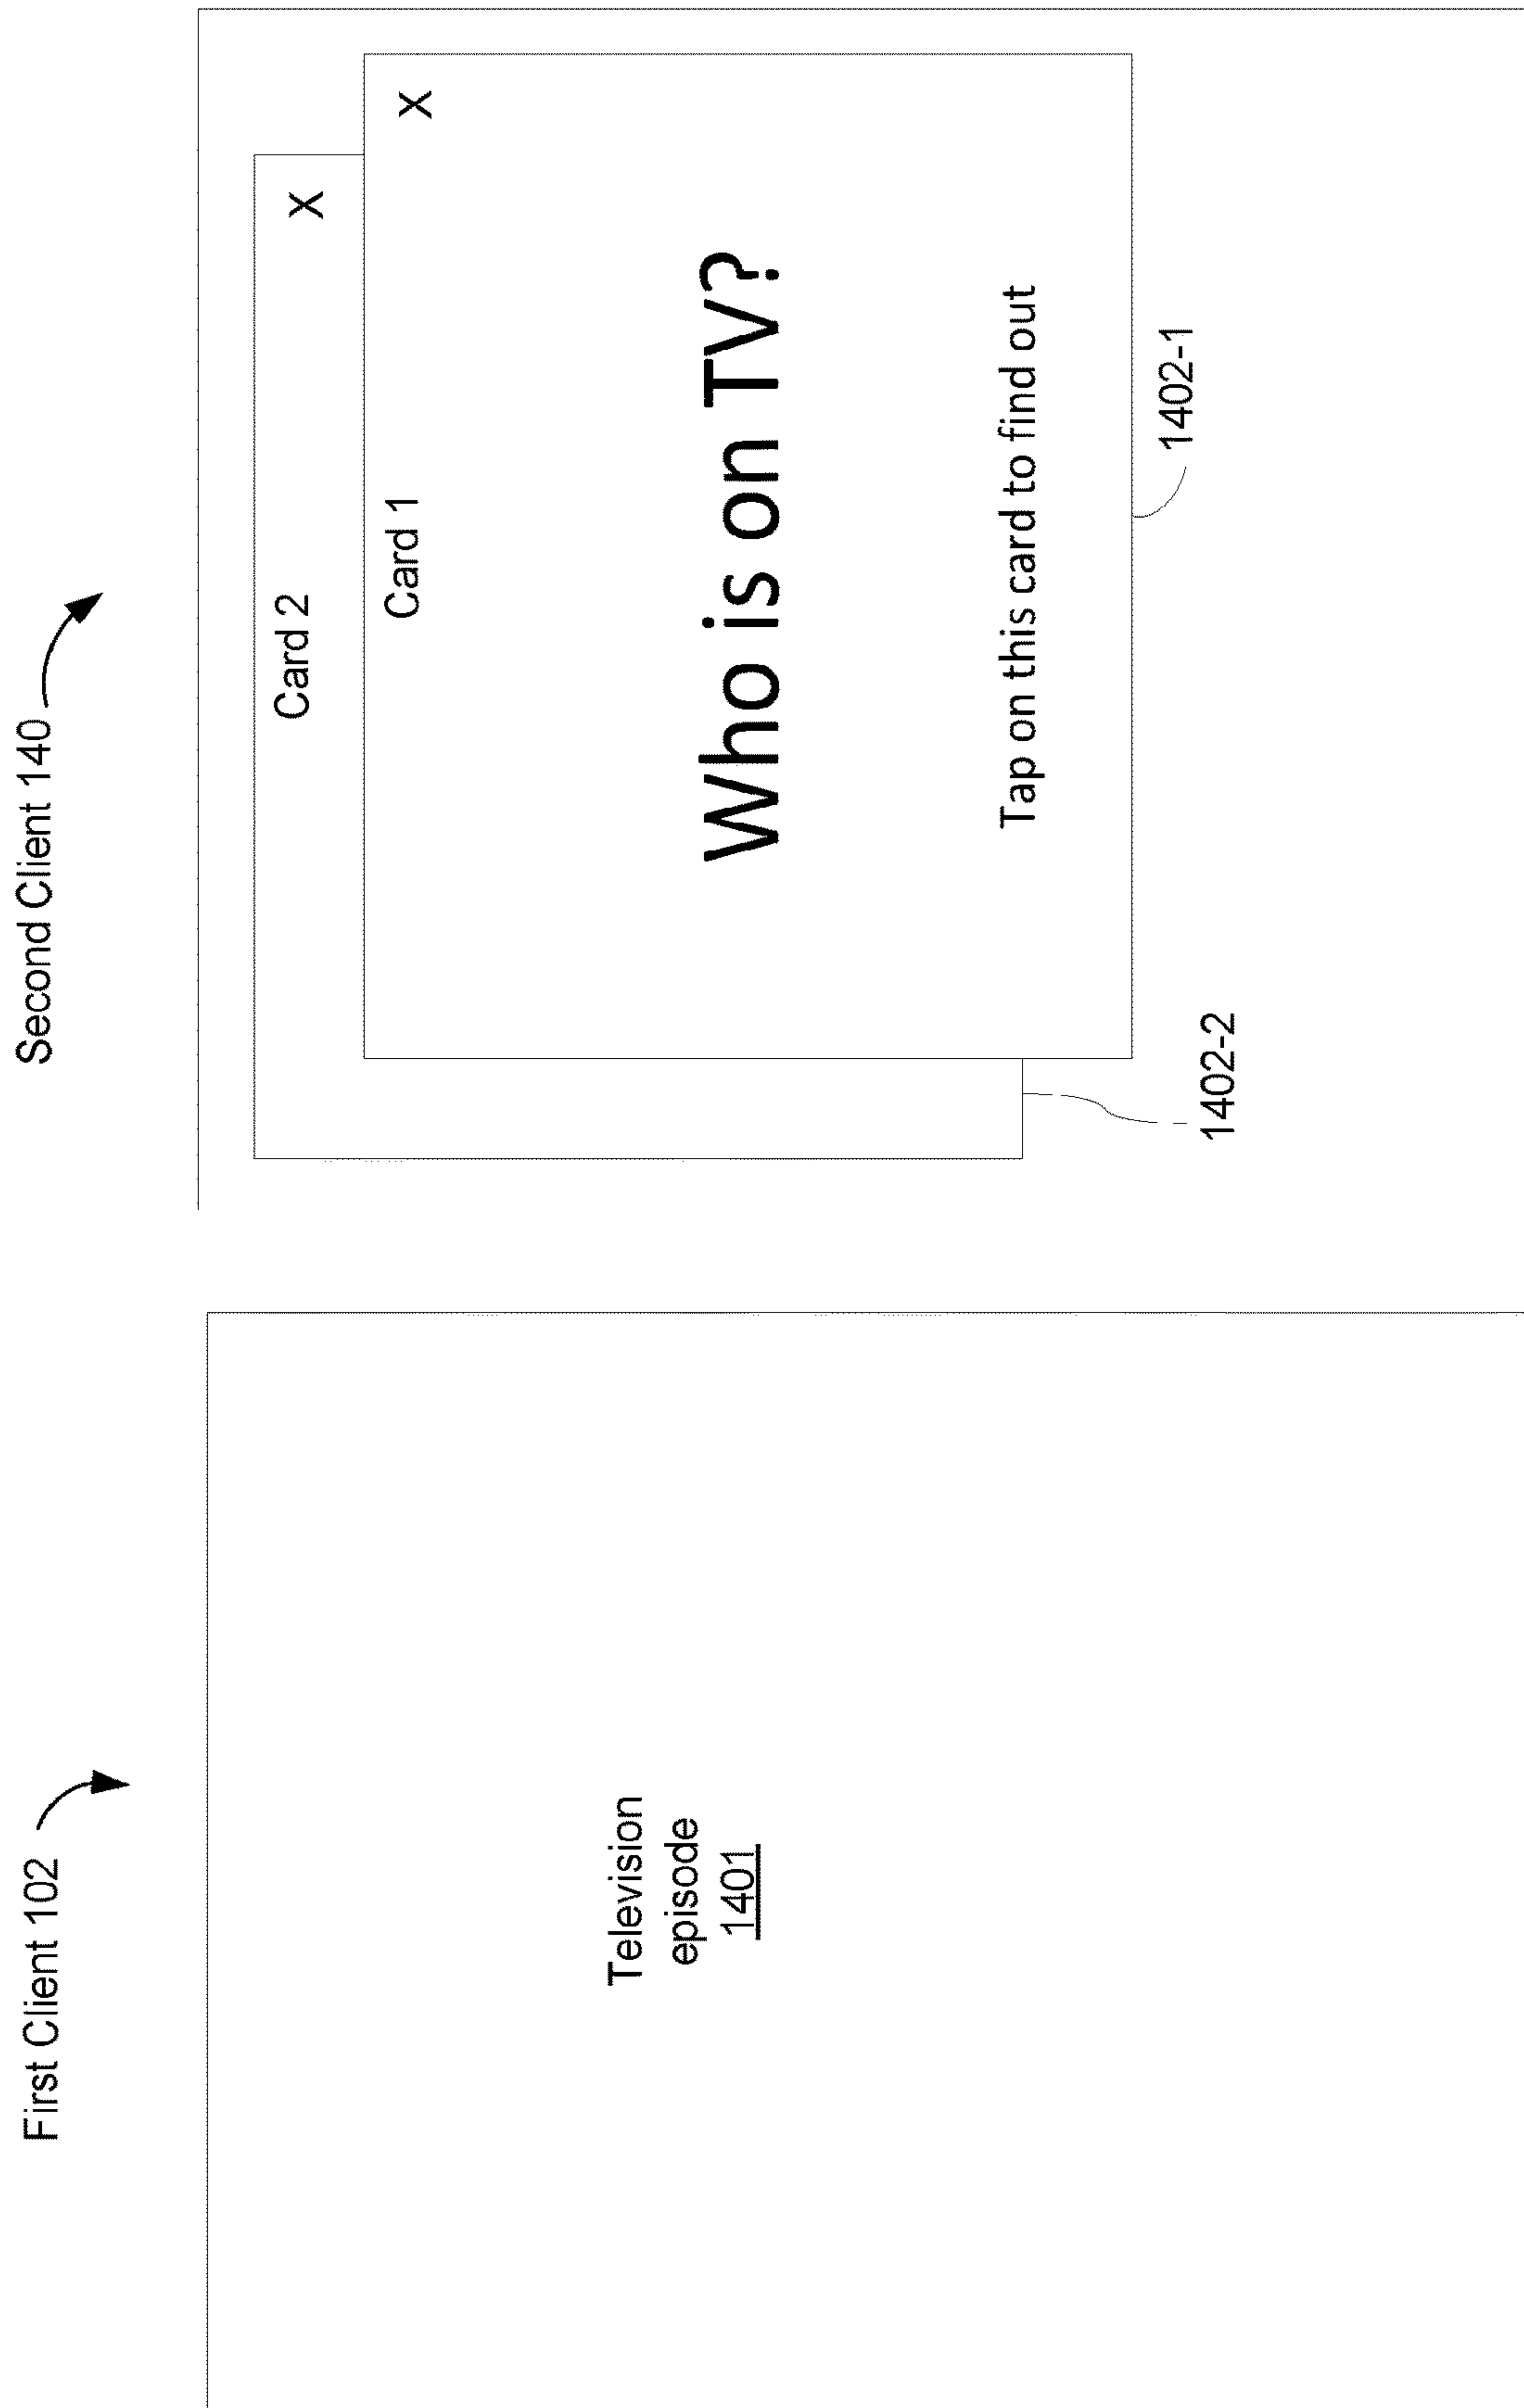 First Client 102
Television
episode
1401
Second Client 140
Card 2
X
Card 1
X
Who is on TV?
Tap on this card to find out
1402-1
1402-2